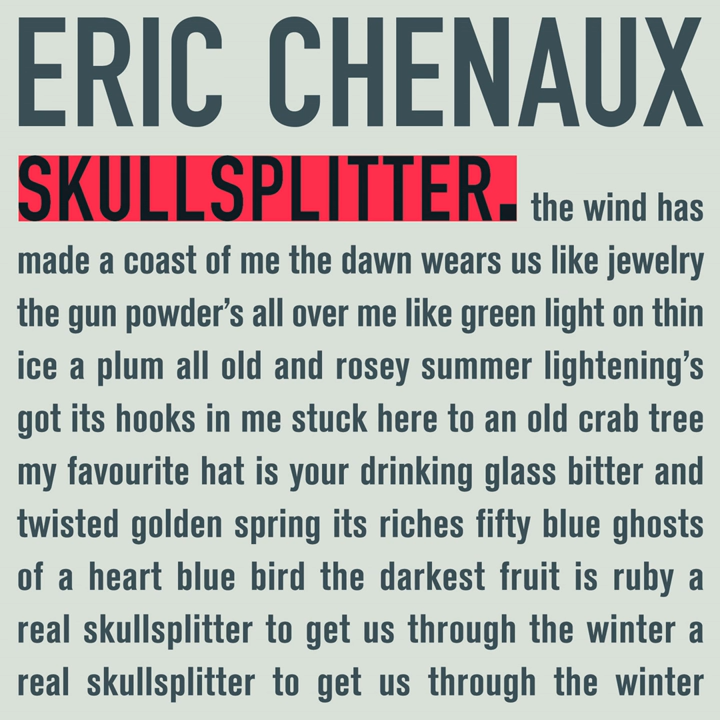 ERIC CHENAUX
SKULLSPLITTER. the wind has
made a coast of me the dawn wears us like jewelry
the gun powder’s all over me like green light on thin
ice a plum all old and rosey summer lightening’s
got its hooks in me stuck here to an old crab tree
my favourite hat is your drinking glass bitter and
twisted golden spring its riches fifty blue ghosts
of a heart blue bird the darkest fruit is ruby a
real skullsplitter to get us through the winter a
real skullsplitter to get us through the winter